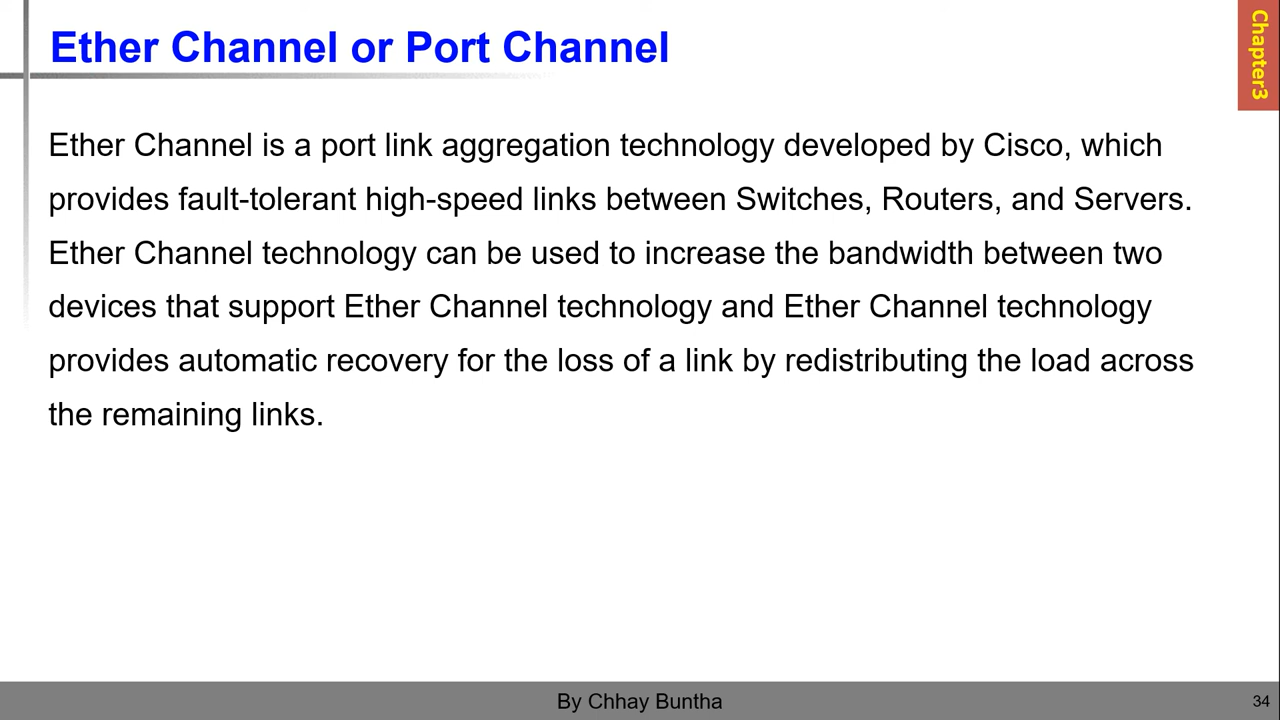 Ether Channel or Port Channel
Chapter3
Ether Channel is a port link aggregation technology developed by Cisco, which
provides fault-tolerant high-speed links between Switches, Routers, and Servers.
Ether Channel technology can be used to increase the bandwidth between two
devices that support Ether Channel technology and Ether Channel technology
provides automatic recovery for the loss of a link by redistributing the load across
the remaining links.
By Chhay Buntha
34